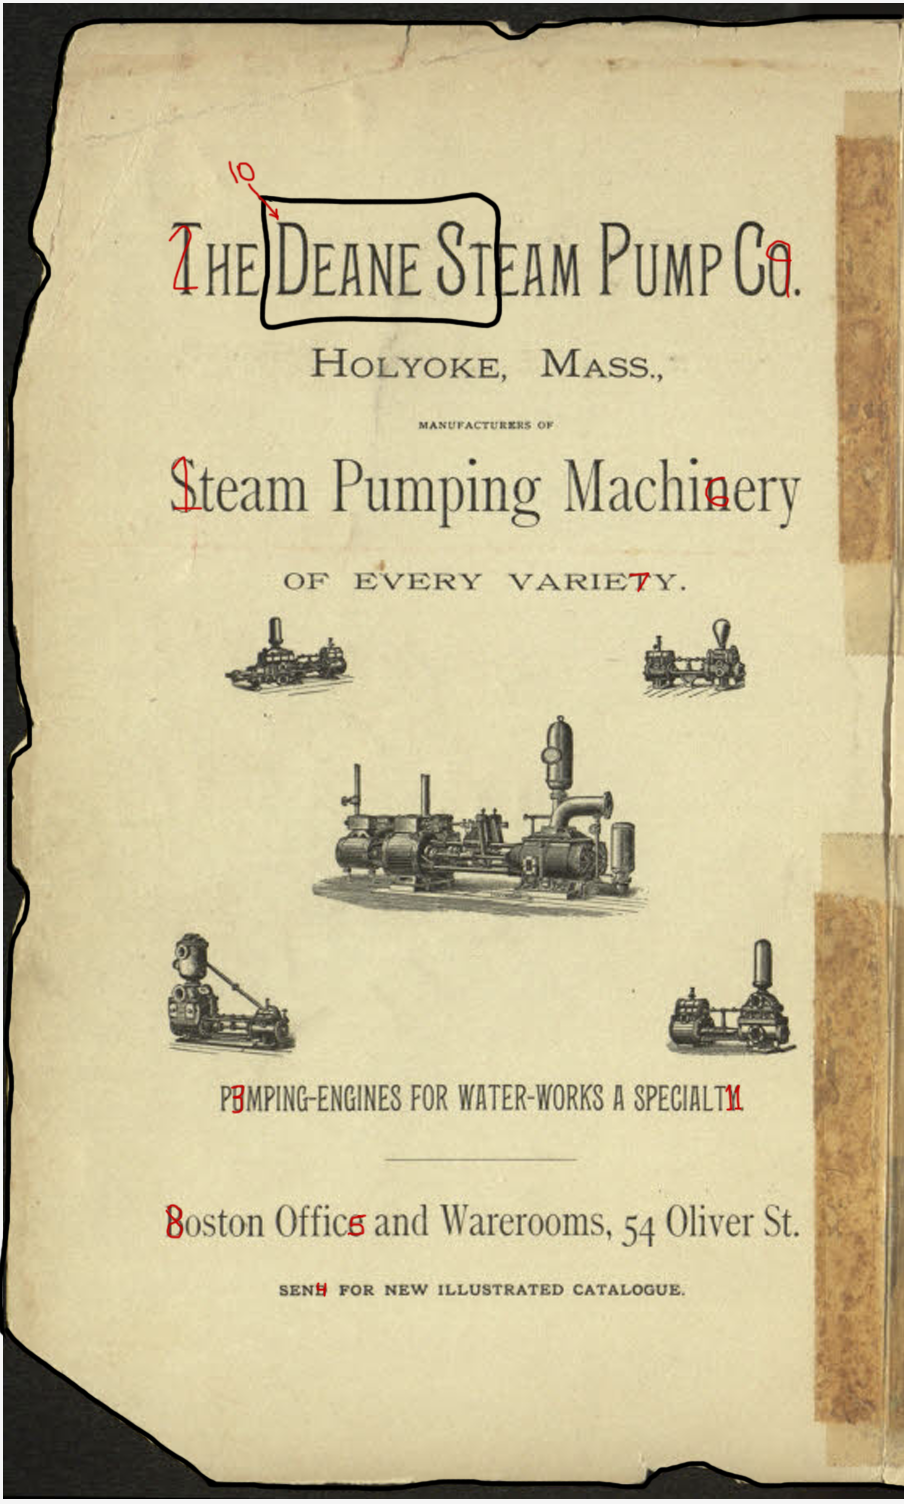 10
THE DEANE STEAM PUMP CO.
HOLYOKE, MASS.,
MANUFACTURERS OF
Steam Pumping Machinery
OF EVERY VARIETY.
PUMPING-ENGINES FOR WATER-WORKS A SPECIALTY.
Boston Office and Warerooms, 54 Oliver St.
SEND FOR NEW ILLUSTRATED CATALOGUE.